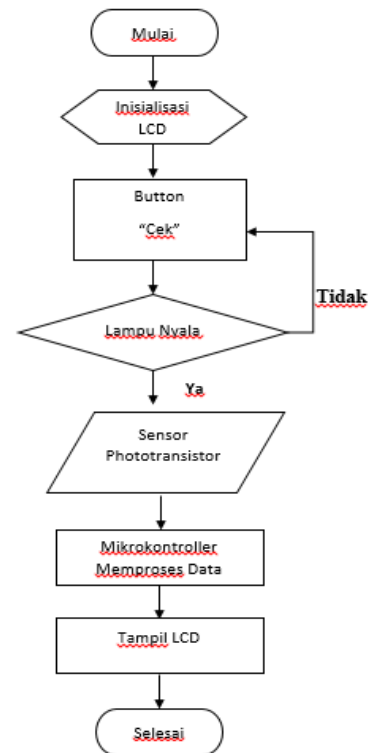 Mulai
Inisialisasi
LCD
Button
“Cek”
Tidak
Lampu Nyala
Ya
Sensor
Phototransistor
Mikrokontroller
Memproses Data
Tampil LCD
Selesai